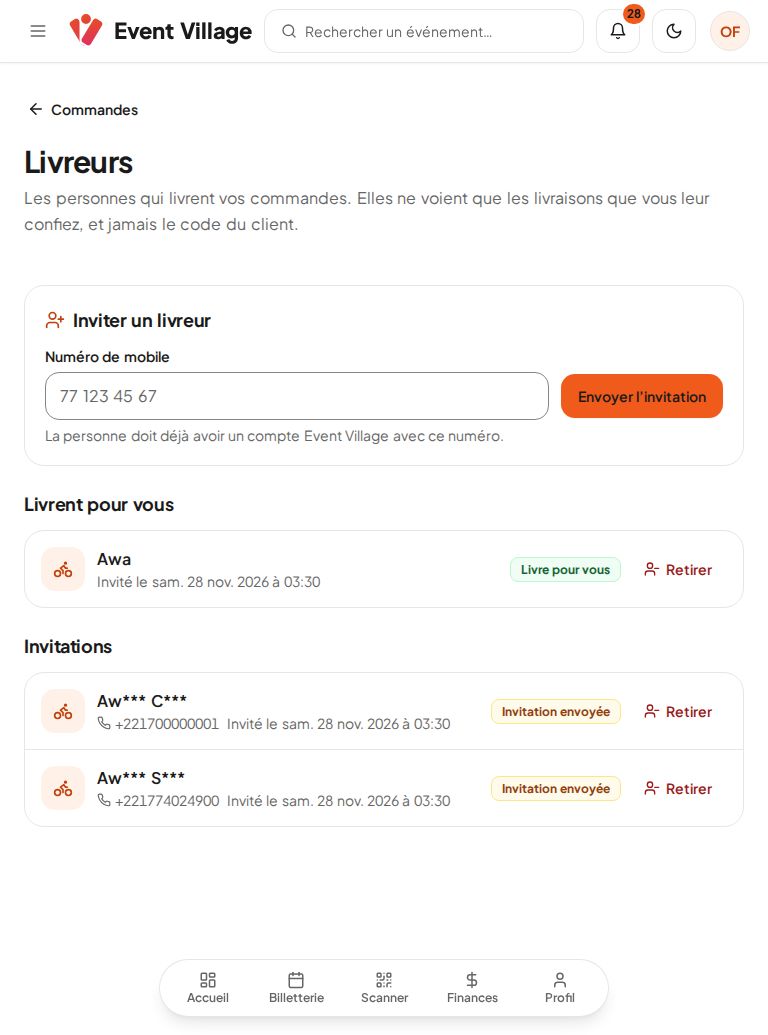 Event Village
Rechercher un événement...
28
OF
Commandes
Livreurs
Les personnes qui livrent vos commandes. Elles ne voient que les livraisons que vous leur
confiez, et jamais le code du client.
Inviter un livreur
Numéro de mobile
77 123 45 67
Envoyer l'invitation
La personne doit déjà avoir un compte Event Village avec ce numéro.
Livrent pour vous
Awa
Invité le sam. 28 nov. 2026 à 03:30
Livre pour vous
Retirer
Invitations
Aw*** C***
+221700000001 Invité le sam. 28 nov. 2026 à 03:30
Invitation envoyée
Retirer
Aw*** S***
+221774024900 Invité le sam. 28 nov. 2026 à 03:30
Invitation envoyée
Retirer
Accueil
Billetterie
Scanner
Finances
Profil